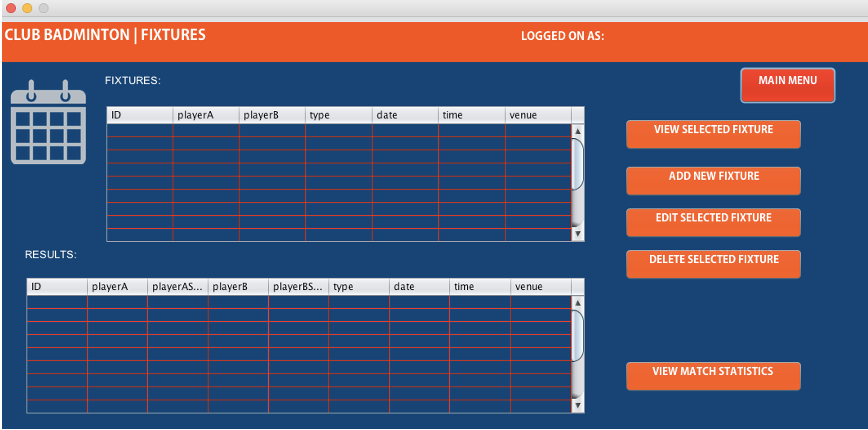 CLUB BADMINTON | FIXTURES
LOGGED ON AS:
FIXTURES:
MAIN MENU
ID playerA playerB type date time venue
VIEW SELECTED FIXTURE
ADD NEW FIXTURE
EDIT SELECTED FIXTURE
RESULTS:
DELETE SELECTED FIXTURE
ID playerA playerAS... playerB playerBS... type date time venue
VIEW MATCH STATISTICS